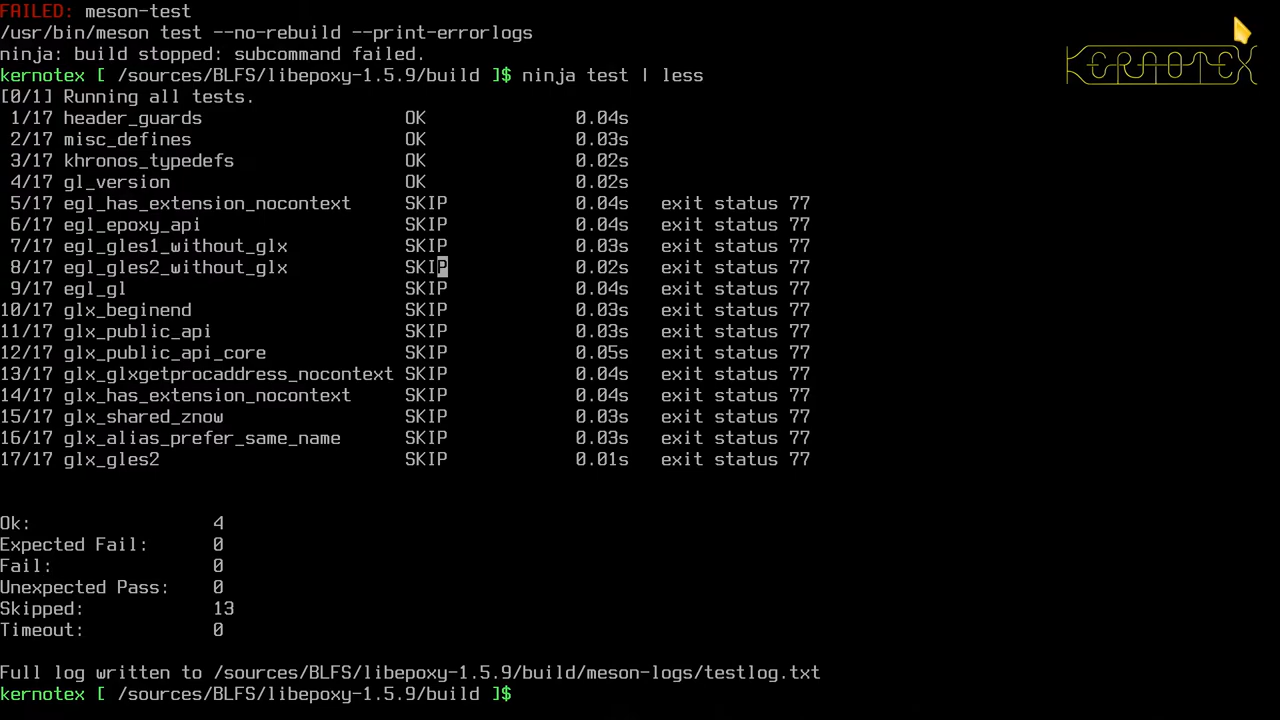 FAILED: meson-test
/usr/bin/meson test --no-rebuild --print-errorlogs
ninja: build stopped: subcommand failed.
KERNOTEX
kernotex [ /sources/BLFS/libepoxy-1.5.9/build ]$ ninja test | less
[0/1] Running all tests.
1/17 header_guards OK 0.04s
2/17 misc_defines OK 0.03s
3/17 khronos_typedefs OK 0.02s
4/17 gl_version OK 0.02s
5/17 egl_has_extension_nocontext SKIP 0.04s exit status 77
6/17 egl_epoxy_api SKIP 0.04s exit status 77
7/17 egl_gles1_without_glx SKIP 0.03s exit status 77
8/17 egl_gles2_without_glx SKIP 0.02s exit status 77
9/17 egl_gl SKIP 0.04s exit status 77
10/17 glx_beginend SKIP 0.03s exit status 77
11/17 glx_public_api SKIP 0.03s exit status 77
12/17 glx_public_api_core SKIP 0.05s exit status 77
13/17 glx_glxgetprocaddress_nocontext SKIP 0.04s exit status 77
14/17 glx_has_extension_nocontext SKIP 0.04s exit status 77
15/17 glx_shared_znow SKIP 0.03s exit status 77
16/17 glx_alias_prefer_same_name SKIP 0.03s exit status 77
17/17 glx_gles2 SKIP 0.01s exit status 77
Ok: 4
Expected Fail: 0
Fail: 0
Unexpected Pass: 0
Skipped: 13
Timeout: 0
Full log written to /sources/BLFS/libepoxy-1.5.9/build/meson-logs/testlog.txt
kernotex [ /sources/BLFS/libepoxy-1.5.9/build ]$